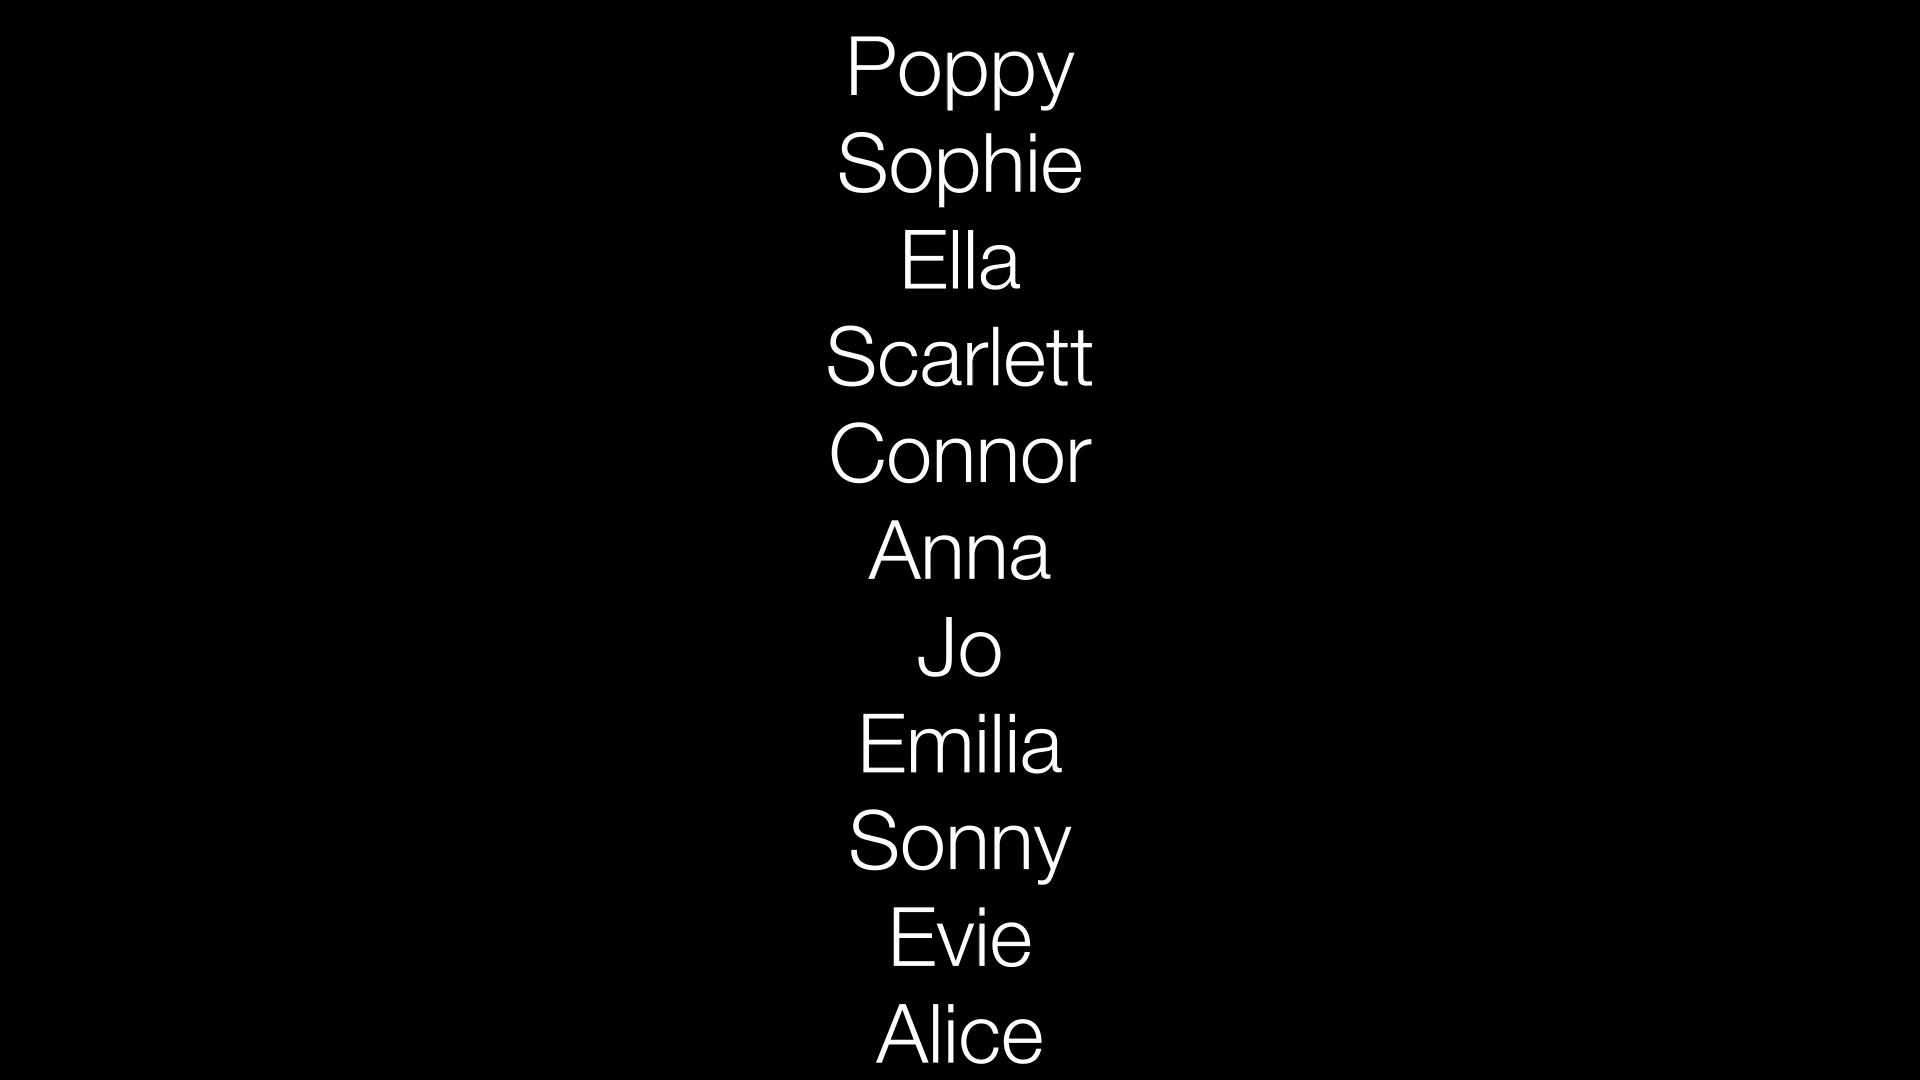 Poppy
Sophie
Ella
Scarlett
Connor
Anna
Jo
Emilia
Sonny
Evie
Alice